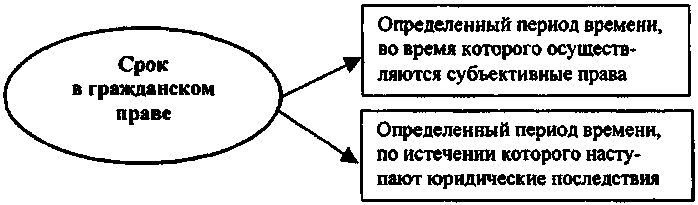 Срок
в гражданском
праве
Определенный период времени,
во время которого осуществ-
ляются субъективные права
Определенный период времени,
по истечении которого насту-
пают юридические последствия